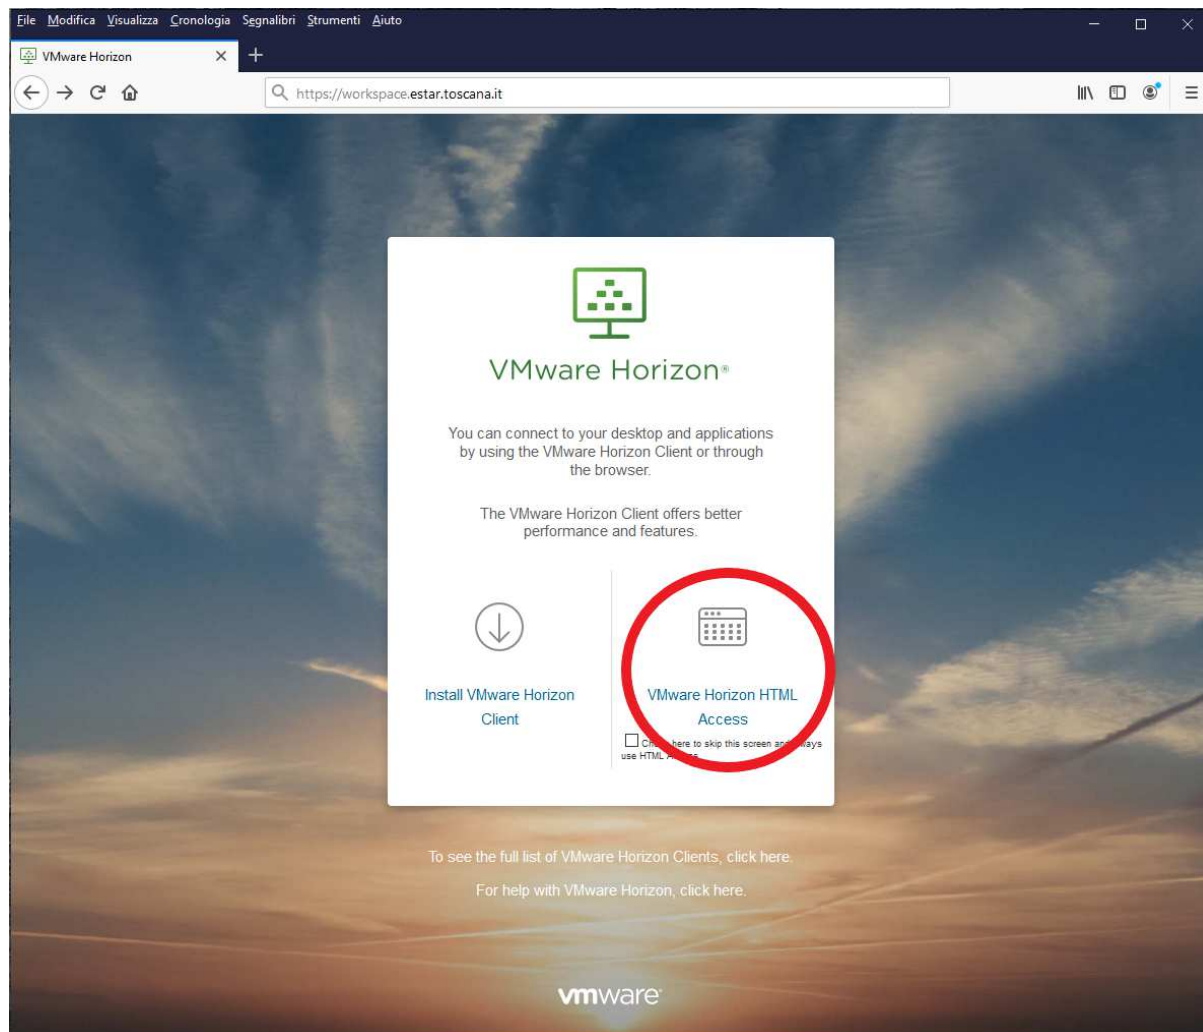 File Modifica Visualizza Cronologia Segnalibri Strumenti Aiuto
VMware Horizon
https://workspace.estar.toscana.it
VMware Horizon®
You can connect to your desktop and applications
by using the VMware Horizon Client or through
the browser.
The VMware Horizon Client offers better
performance and features.
Install VMware Horizon
Client
VMware Horizon HTML
Access
here to skip this screen and
use HTML
To see the full list of VMware Horizon Clients, click here.
For help with VMware Horizon, click here.
vmware